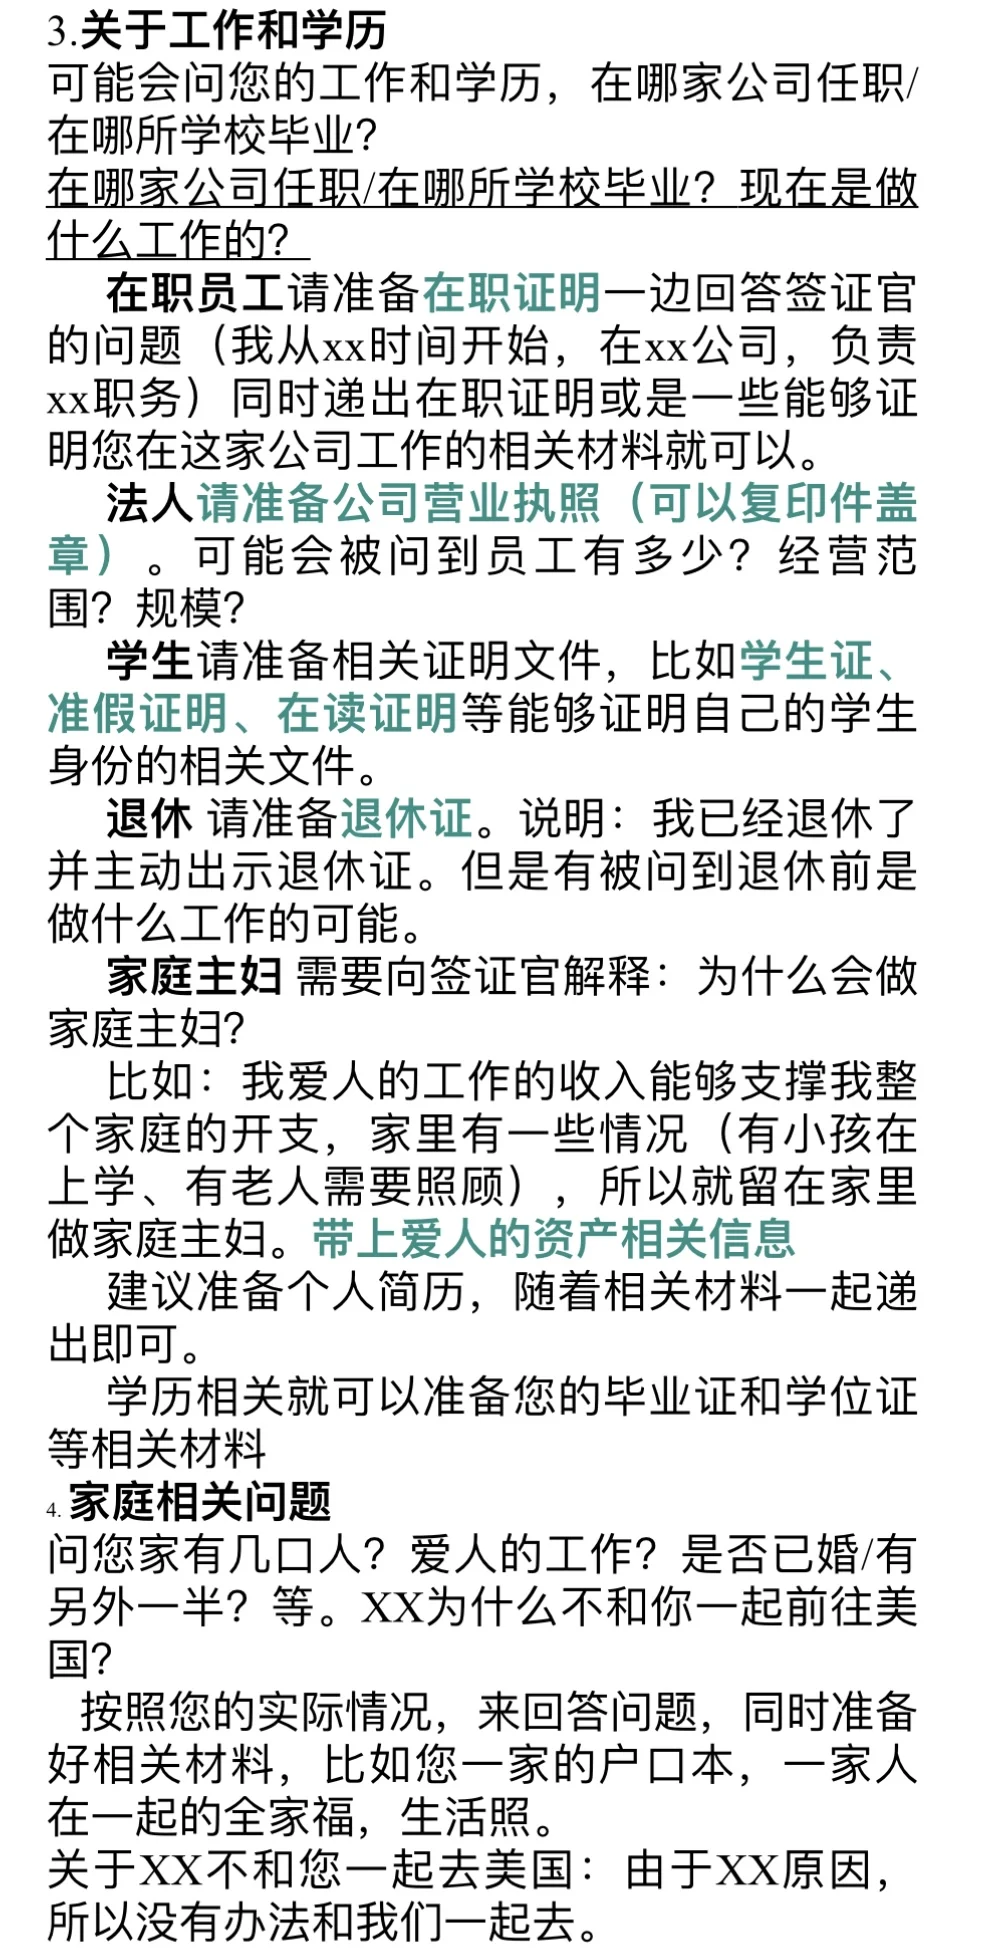 3.关于工作和学历
可能会问您的工作和学历，在哪家公司任职/
在哪所学校毕业？
在哪家公司任职/在哪所学校毕业？现在是做
什么工作的？
在职员工请准备在职证明一边回答签证官
的问题（我从xx时间开始，在xx公司，负责
xx职务）同时递出在职证明或是一些能够证
明您在这家公司工作的相关材料就可以。
法人请准备公司营业执照（可以复印件盖
章）。可能会被问到员工有多少？经营范
围？规模？
学生请准备相关证明文件，比如学生证、
准假证明、在读证明等能够证明自己的学生
身份的相关文件。
退休 请准备退休证。说明：我已经退休了
并主动出示退休证。但是有被问到退休前是
做什么工作的可能。
家庭主妇 需要向签证官解释：为什么会做
家庭主妇？
比如：我爱人的工作的收入能够支撑我整
个家庭的开支，家里有一些情况（有小孩在
上学、有老人需要照顾），所以就留在家里
做家庭主妇。带上爱人的资产相关信息
建议准备个人简历，随着相关材料一起递
出即可。
学历相关就可以准备您的毕业证和学位证
等相关材料
4. 家庭相关问题
问您家有几口人？爱人的工作？是否已婚/有
另外一半？等。XX为什么不和你一起前往美
国？
按照您的实际情况，来回答问题，同时准备
好相关材料，比如您一家的户口本，一家人
在一起的全家福，生活照。
关于XX不和您一起去美国：由于XX原因，
所以没有办法和我们一起去。